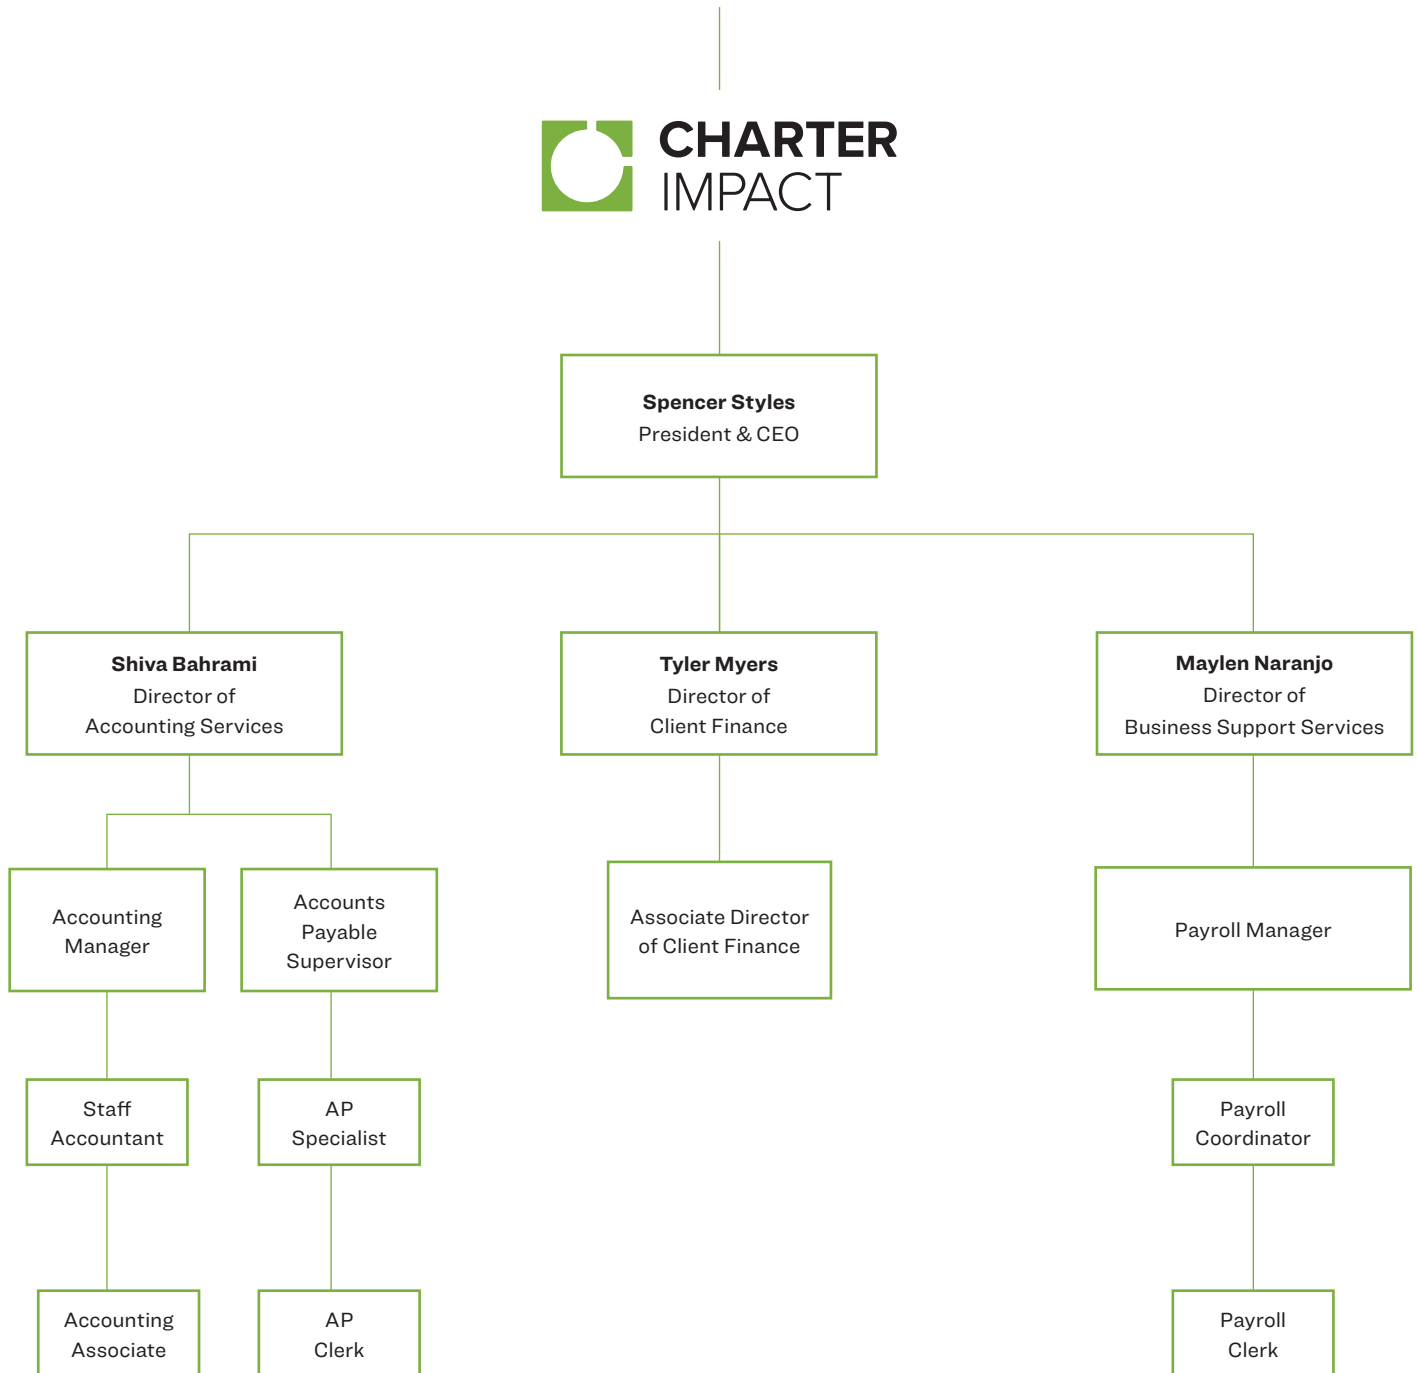 CHARTER
IMPACT
Spencer Styles
President & CEO
Shiva Bahrami
Director of
Accounting Services
Tyler Myers
Director of
Client Finance
Maylen Naranjo
Director of
Business Support Services
Accounting
Manager
Accounts
Payable
Supervisor
Associate Director
of Client Finance
Payroll Manager
Staff
Accountant
AP
Specialist
Payroll
Coordinator
Accounting
Associate
AP
Clerk
Payroll
Clerk